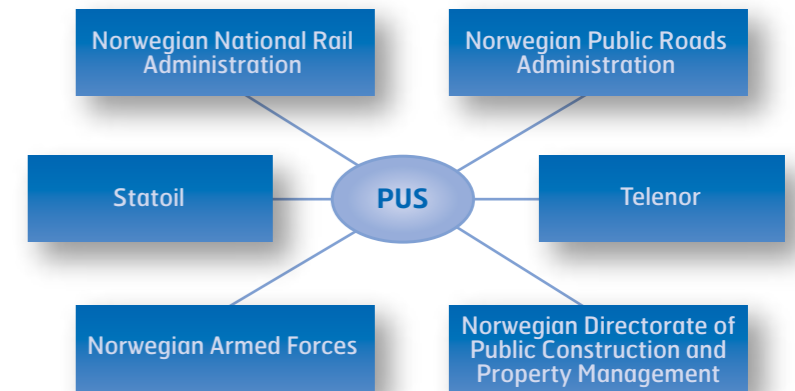 Norwegian National Rail
Administration
Norwegian Public Roads
Administration
Statoil
PUS
Telenor
Norwegian Armed Forces
Norwegian Directorate of
Public Construction and
Property Management